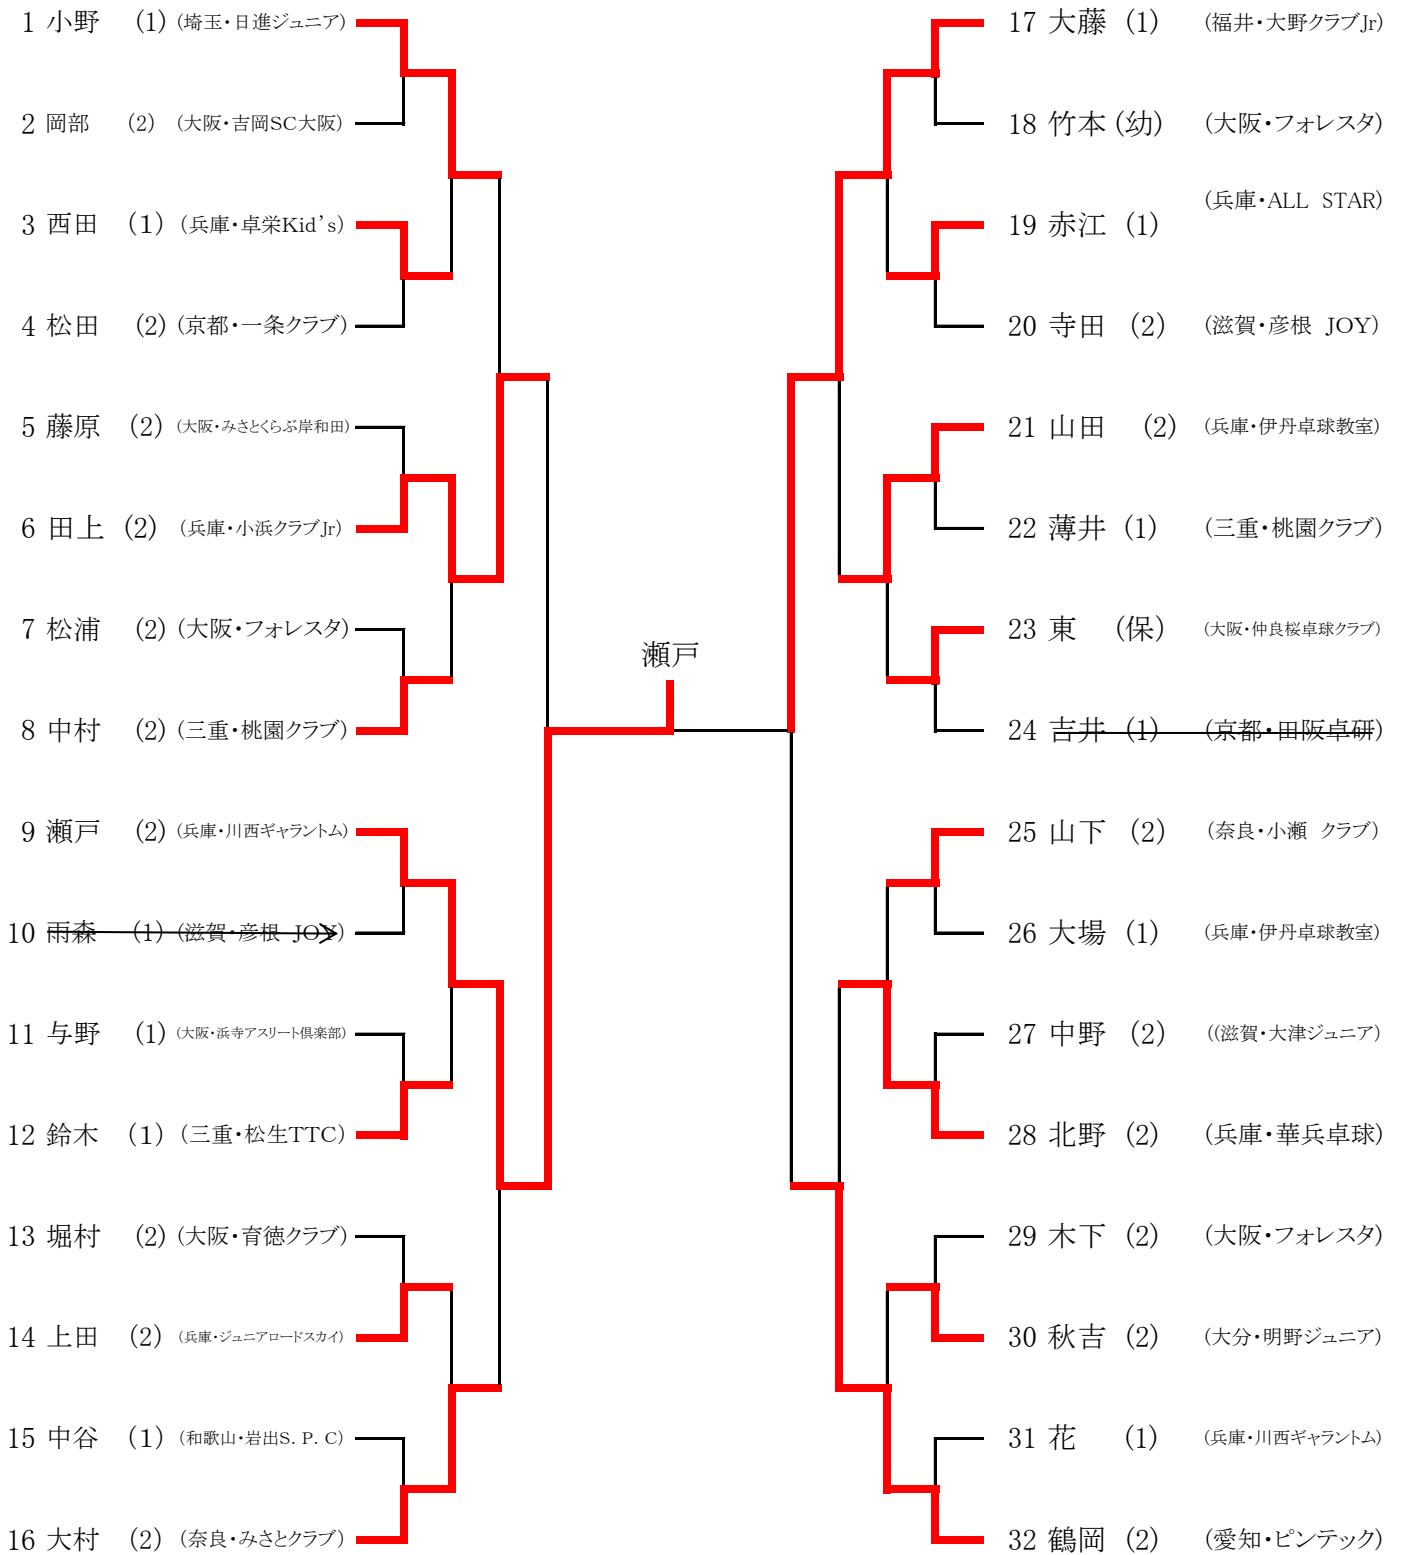 1 小野 (1) (埼玉・日進ジュニア)
2 岡部 (2) (大阪・吉岡SC大阪)
3 西田 (1) (兵庫・卓栄Kid's)
4 松田 (2) (京都・一条クラブ)
5 藤原 (2) (大阪・みさとくらぶ岸和田)
6 田上 (2) (兵庫・小浜クラブJr)
7 松浦 (2) (大阪・フォレスタ)
8 中村 (2) (三重・桃園クラブ)
9 瀬戸 (2) (兵庫・川西ギャラントム)
10 雨森 (1) (滋賀・彦根 JOY)
11 与野 (1) (大阪・浜寺アスリート倶楽部)
12 鈴木 (1) (三重・松生TTC)
13 堀村 (2) (大阪・育徳クラブ)
14 上田 (2) (兵庫・ジュニアロードスカイ)
15 中谷 (1) (和歌山・岩出S．P．C)
16 大村 (2) (奈良・みさとクラブ)
瀬戸
17 大藤 (1) (福井・大野クラブJr)
18 竹本 (幼) (大阪・フォレスタ)
19 赤江 (1) (兵庫・ALL STAR)
20 寺田 (2) (滋賀・彦根 JOY)
21 山田 (2) (兵庫・伊丹卓球教室)
22 薄井 (1) (三重・桃園クラブ)
23 東 (保) (大阪・仲良桜卓球クラブ)
24 吉井 (1) (京都・田阪卓研)
25 山下 (2) (奈良・小瀬 クラブ)
26 大場 (1) (兵庫・伊丹卓球教室)
27 中野 (2) ((滋賀・大津ジュニア)
28 北野 (2) (兵庫・華兵卓球)
29 木下 (2) (大阪・フォレスタ)
30 秋吉 (2) (大分・明野ジュニア)
31 花 (1) (兵庫・川西ギャラントム)
32 鶴岡 (2) (愛知・ピンテック)